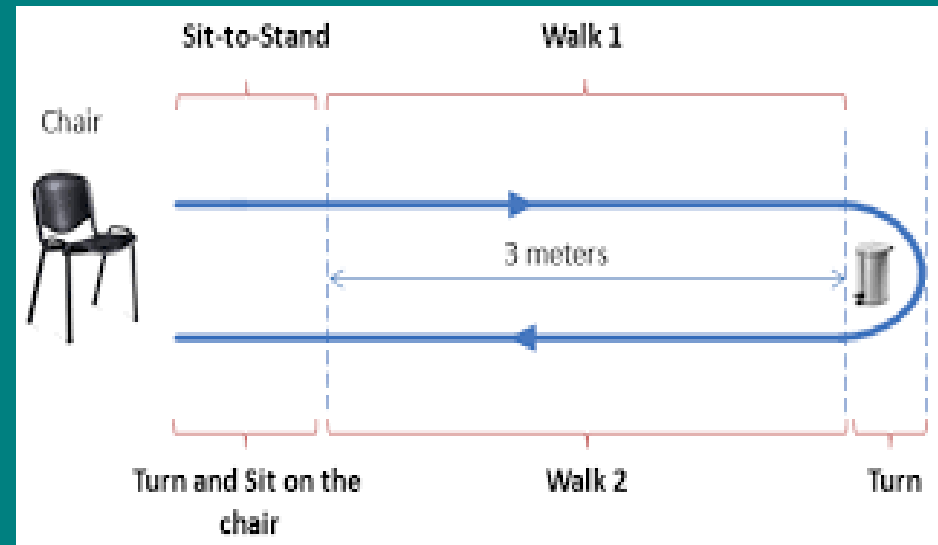 Sit-to-Stand
Walk 1
Chair
3 meters
Turn and Sit on the
chair
Walk 2
Turn